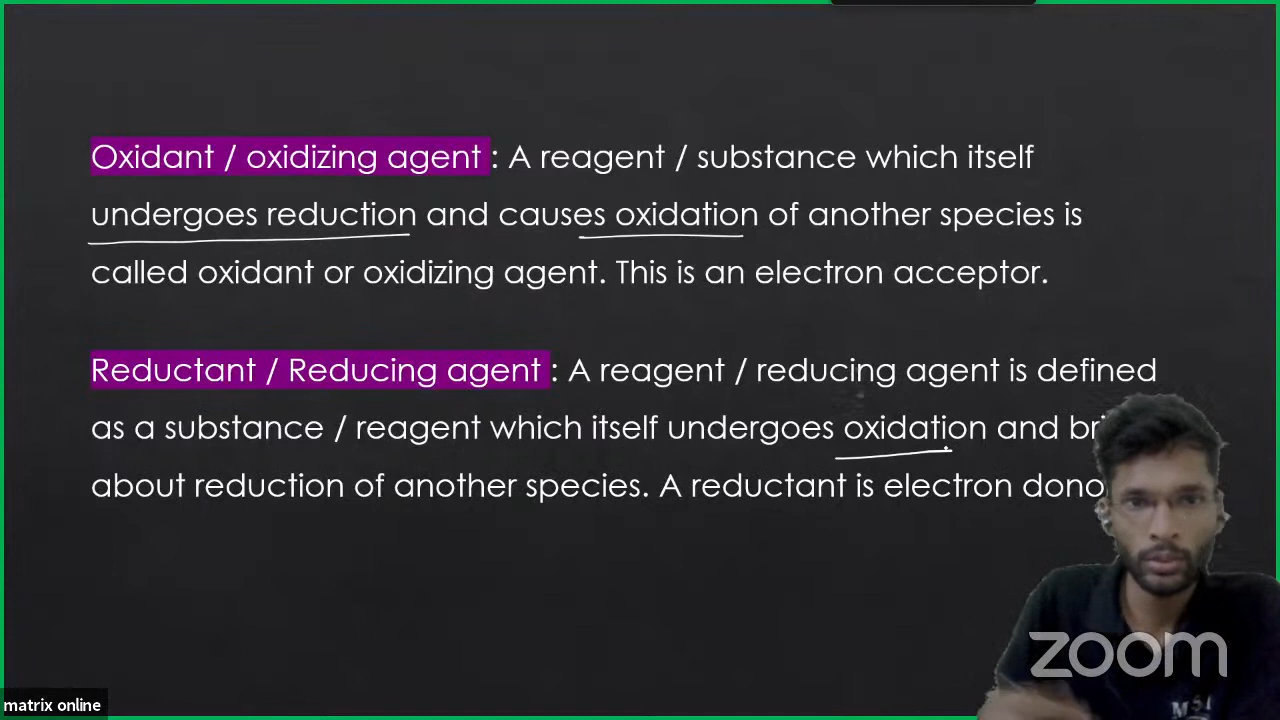 Oxidant / oxidizing agent : A reagent / substance which itself
undergoes reduction and causes oxidation of another species is
called oxidant or oxidizing agent. This is an electron acceptor.
Reductant / Reducing agent : A reagent / reducing agent is defined
as a substance / reagent which itself undergoes oxidation and
about reduction of another species. A reductant is electron
zoom
matrix online